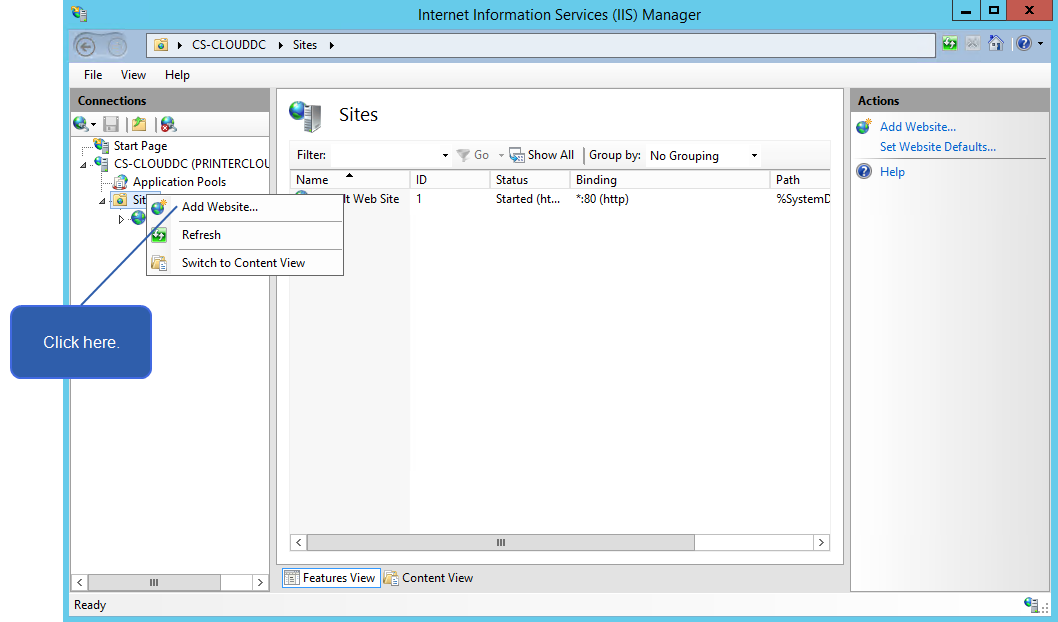 Internet Information Services (IIS) Manager
CS-CLOUDDC Sites
File View Help
Connections
Start Page
CS-CLOUDDC (PRINTERCLOU
Application Pools
Sit
Add Website...
Refresh
Switch to Content View
Click here.
Sites
Filter: Go Show All Group by: No Grouping
Name ID Status Binding Path
lt Web Site 1 Started (ht... *:80 (http) %SystemD
Features View Content View
Actions
Add Website...
Set Website Defaults...
Help
Ready